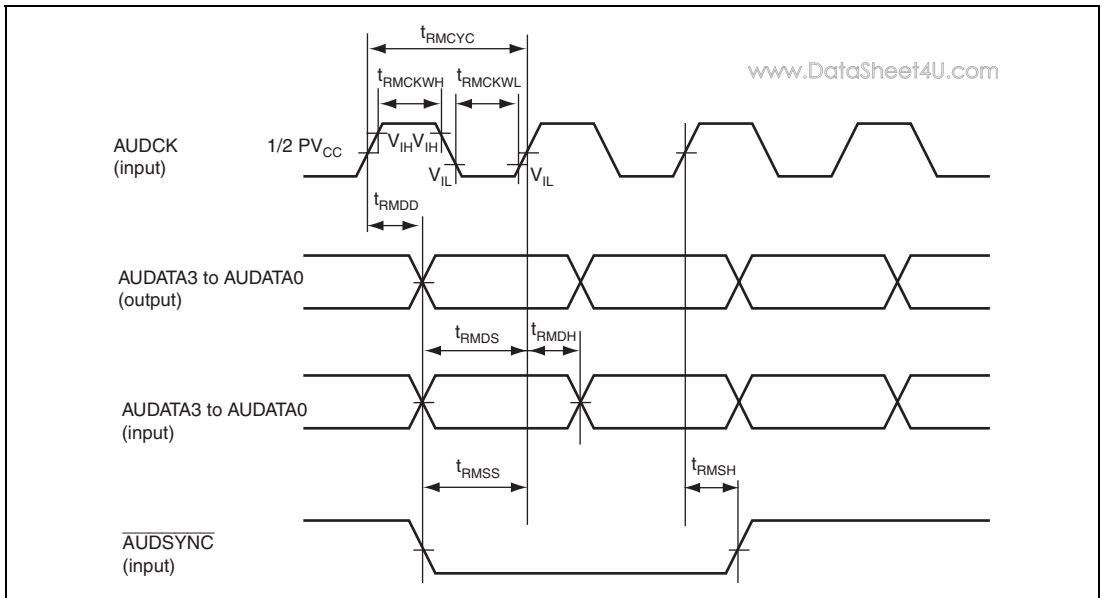 tRMCYC
www.DataSheet4U.com
tRMCKWH tRMCKWL
AUDCK
(input)
1/2 PVCC
VIH VIH
VIL VIL
tRMDD
AUDATA3 to AUDATA0
(output)
tRMDS tRMDH
AUDATA3 to AUDATA0
(input)
tRMSS tRMSH
AUDSYNC
(input)